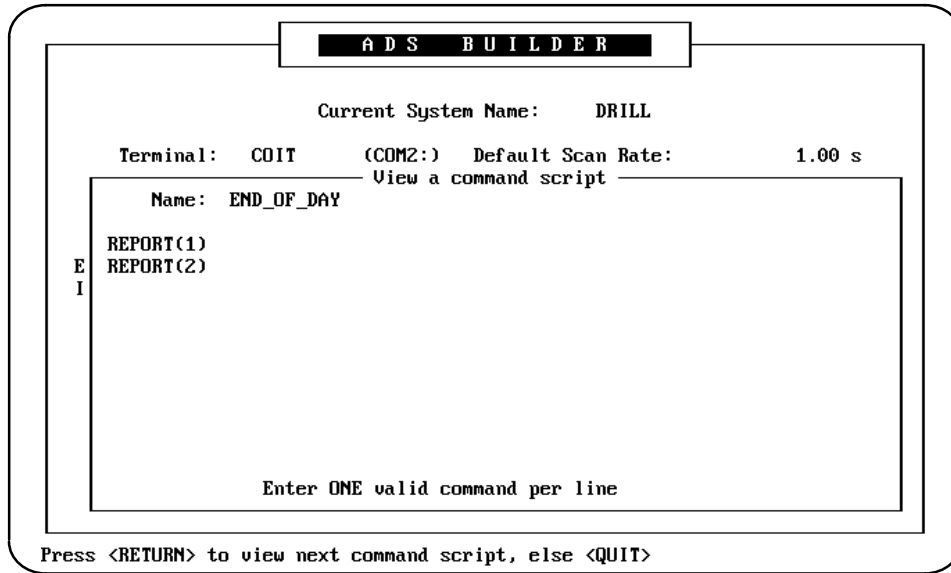 ADS BUILDER
Current System Name: DRILL
Terminal: COIT (COM2:) Default Scan Rate: 1.00 s
View a command script
Name: END_OF_DAY
REPORT(1)
E REPORT(2)
I
Enter ONE valid command per line
Press <RETURN> to view next command script, else <QUIT>